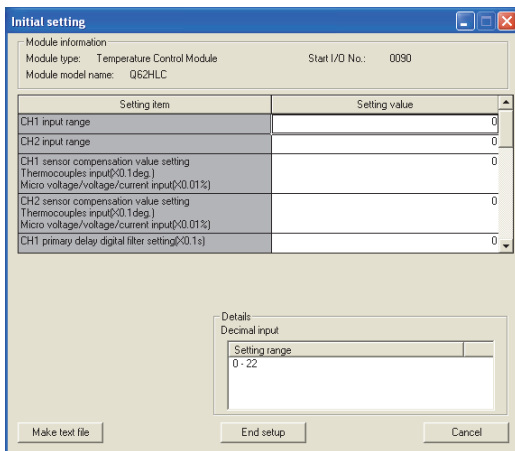 Initial setting
Module information
Module type: Temperature Control Module Start I/O No.: 0090
Module model name: Q62HLC
Setting item Setting value
CH1 input range 0
CH2 input range 0
CH1 sensor compensation value setting 0
Thermocouples input(X0.1deg.)
Micro voltage/voltage/current input(X0.01%)
CH2 sensor compensation value setting 0
Thermocouples input(X0.1deg.)
Micro voltage/voltage/current input(X0.01%)
CH1 primary delay digital filter setting(X0.1s) 0
Details
Decimal input
Setting range
0 - 22
Make text file End setup Cancel